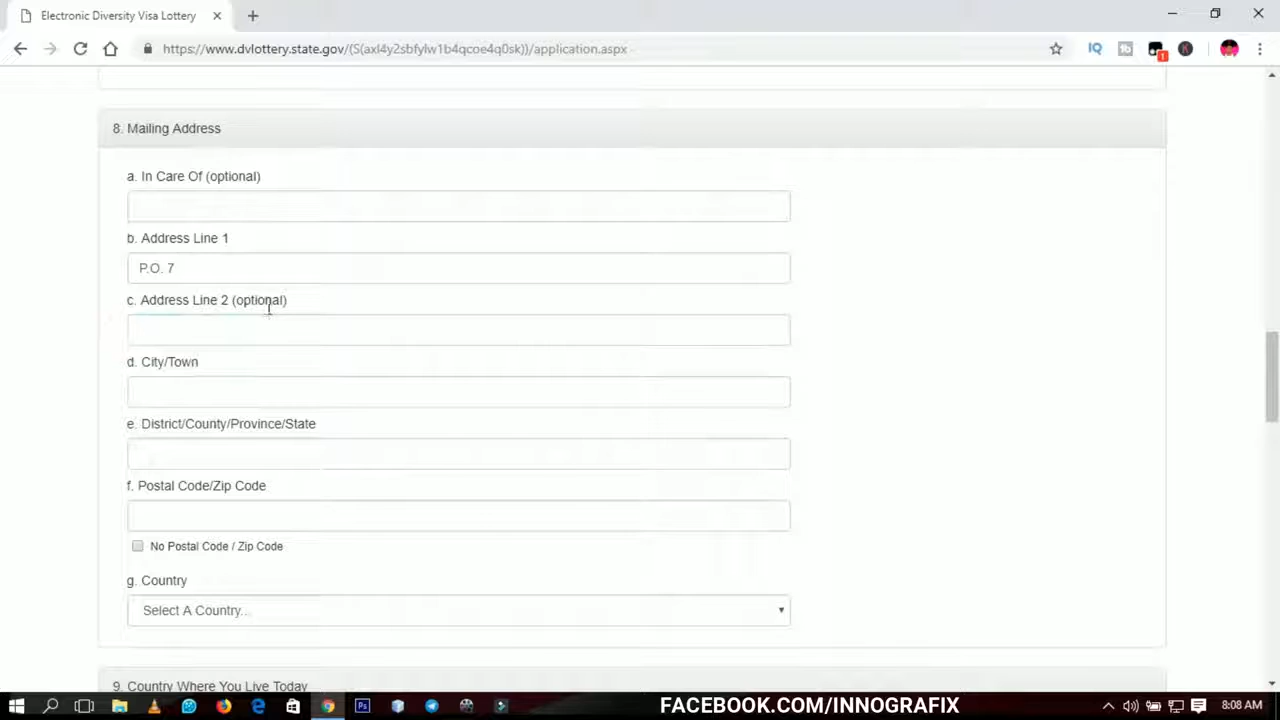 Electronic Diversity Visa Lottery
https://www.dvlottery.state.gov/(S(axl4y2sbfylw1b4qcoe4q0sk))/application.aspx
8. Mailing Address
a. In Care Of (optional)
b. Address Line 1
P.O. 7
c. Address Line 2 (optional)
d. City/Town
e. District/County/Province/State
f. Postal Code/Zip Code
No Postal Code / Zip Code
g. Country
Select A Country...
9. Country Where You Live Today
FACEBOOK.COM/INNOGRAFIX
8:08 AM